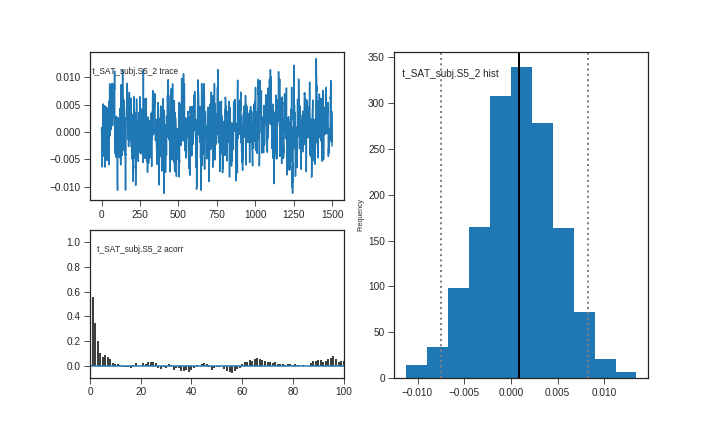 t_SAT_subj.S5_2 trace
0.010
0.005
0.000
−0.005
−0.010
0 250 500 750 1000 1250 1500
t_SAT_subj.S5_2 acorr
1.0
0.8
0.6
0.4
0.2
0.0
0 20 40 60 80 100
t_SAT_subj.S5_2 hist
Frequency
350
300
250
200
150
100
50
0
−0.010 −0.005 0.000 0.005 0.010